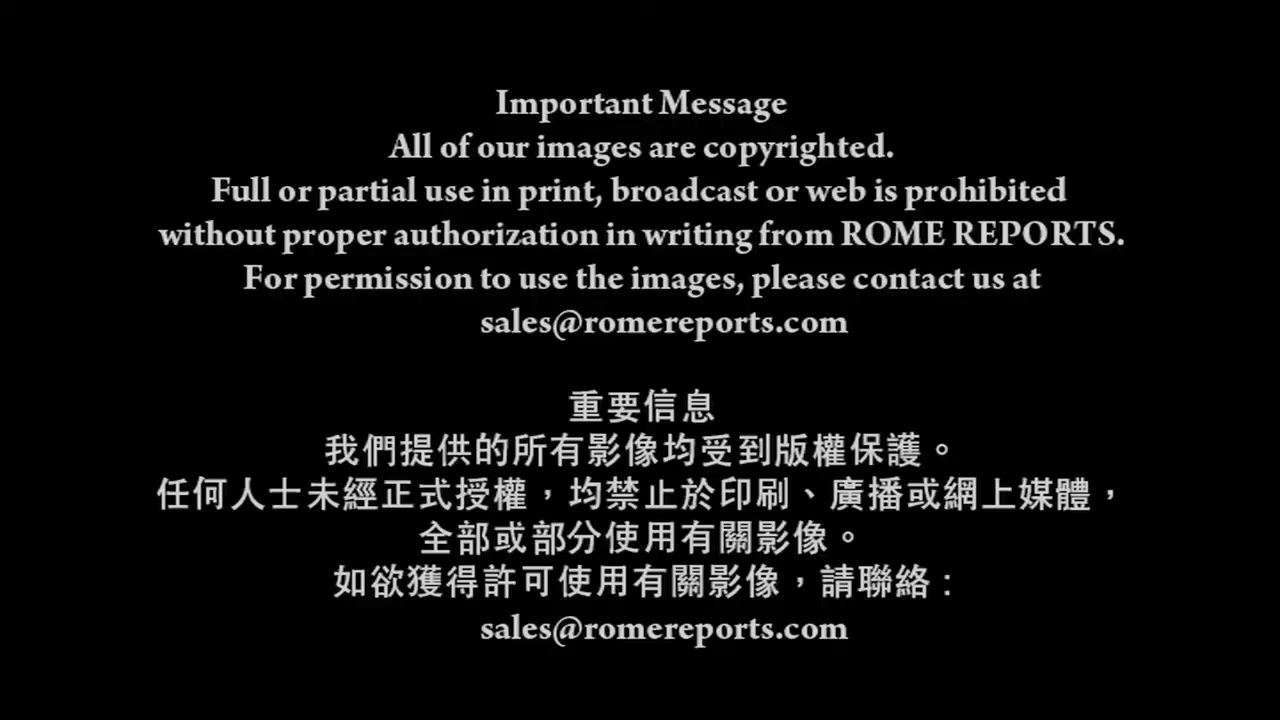 Important Message
All of our images are copyrighted.
Full or partial use in print, broadcast or web is prohibited
without proper authorization in writing from ROME REPORTS.
For permission to use the images, please contact us at
sales@romereports.com
重要信息
我們提供的所有影像均受到版權保護。
任何人士未經正式授權，均禁止於印刷、廣播或網上媒體，
全部或部分使用有關影像。
如欲獲得許可使用有關影像，請聯絡：
sales@romereports.com